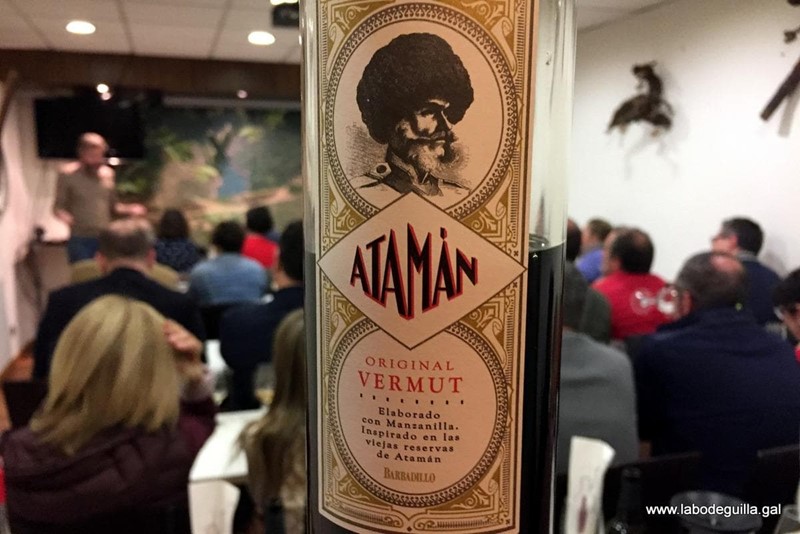 ATAMÁN
ORIGINAL
VERMUT
Elaborado
con Manzanilla.
Inspirado en las
viejas reservas
de Atamán
BARBADILLO
www.labodeguilla.gal